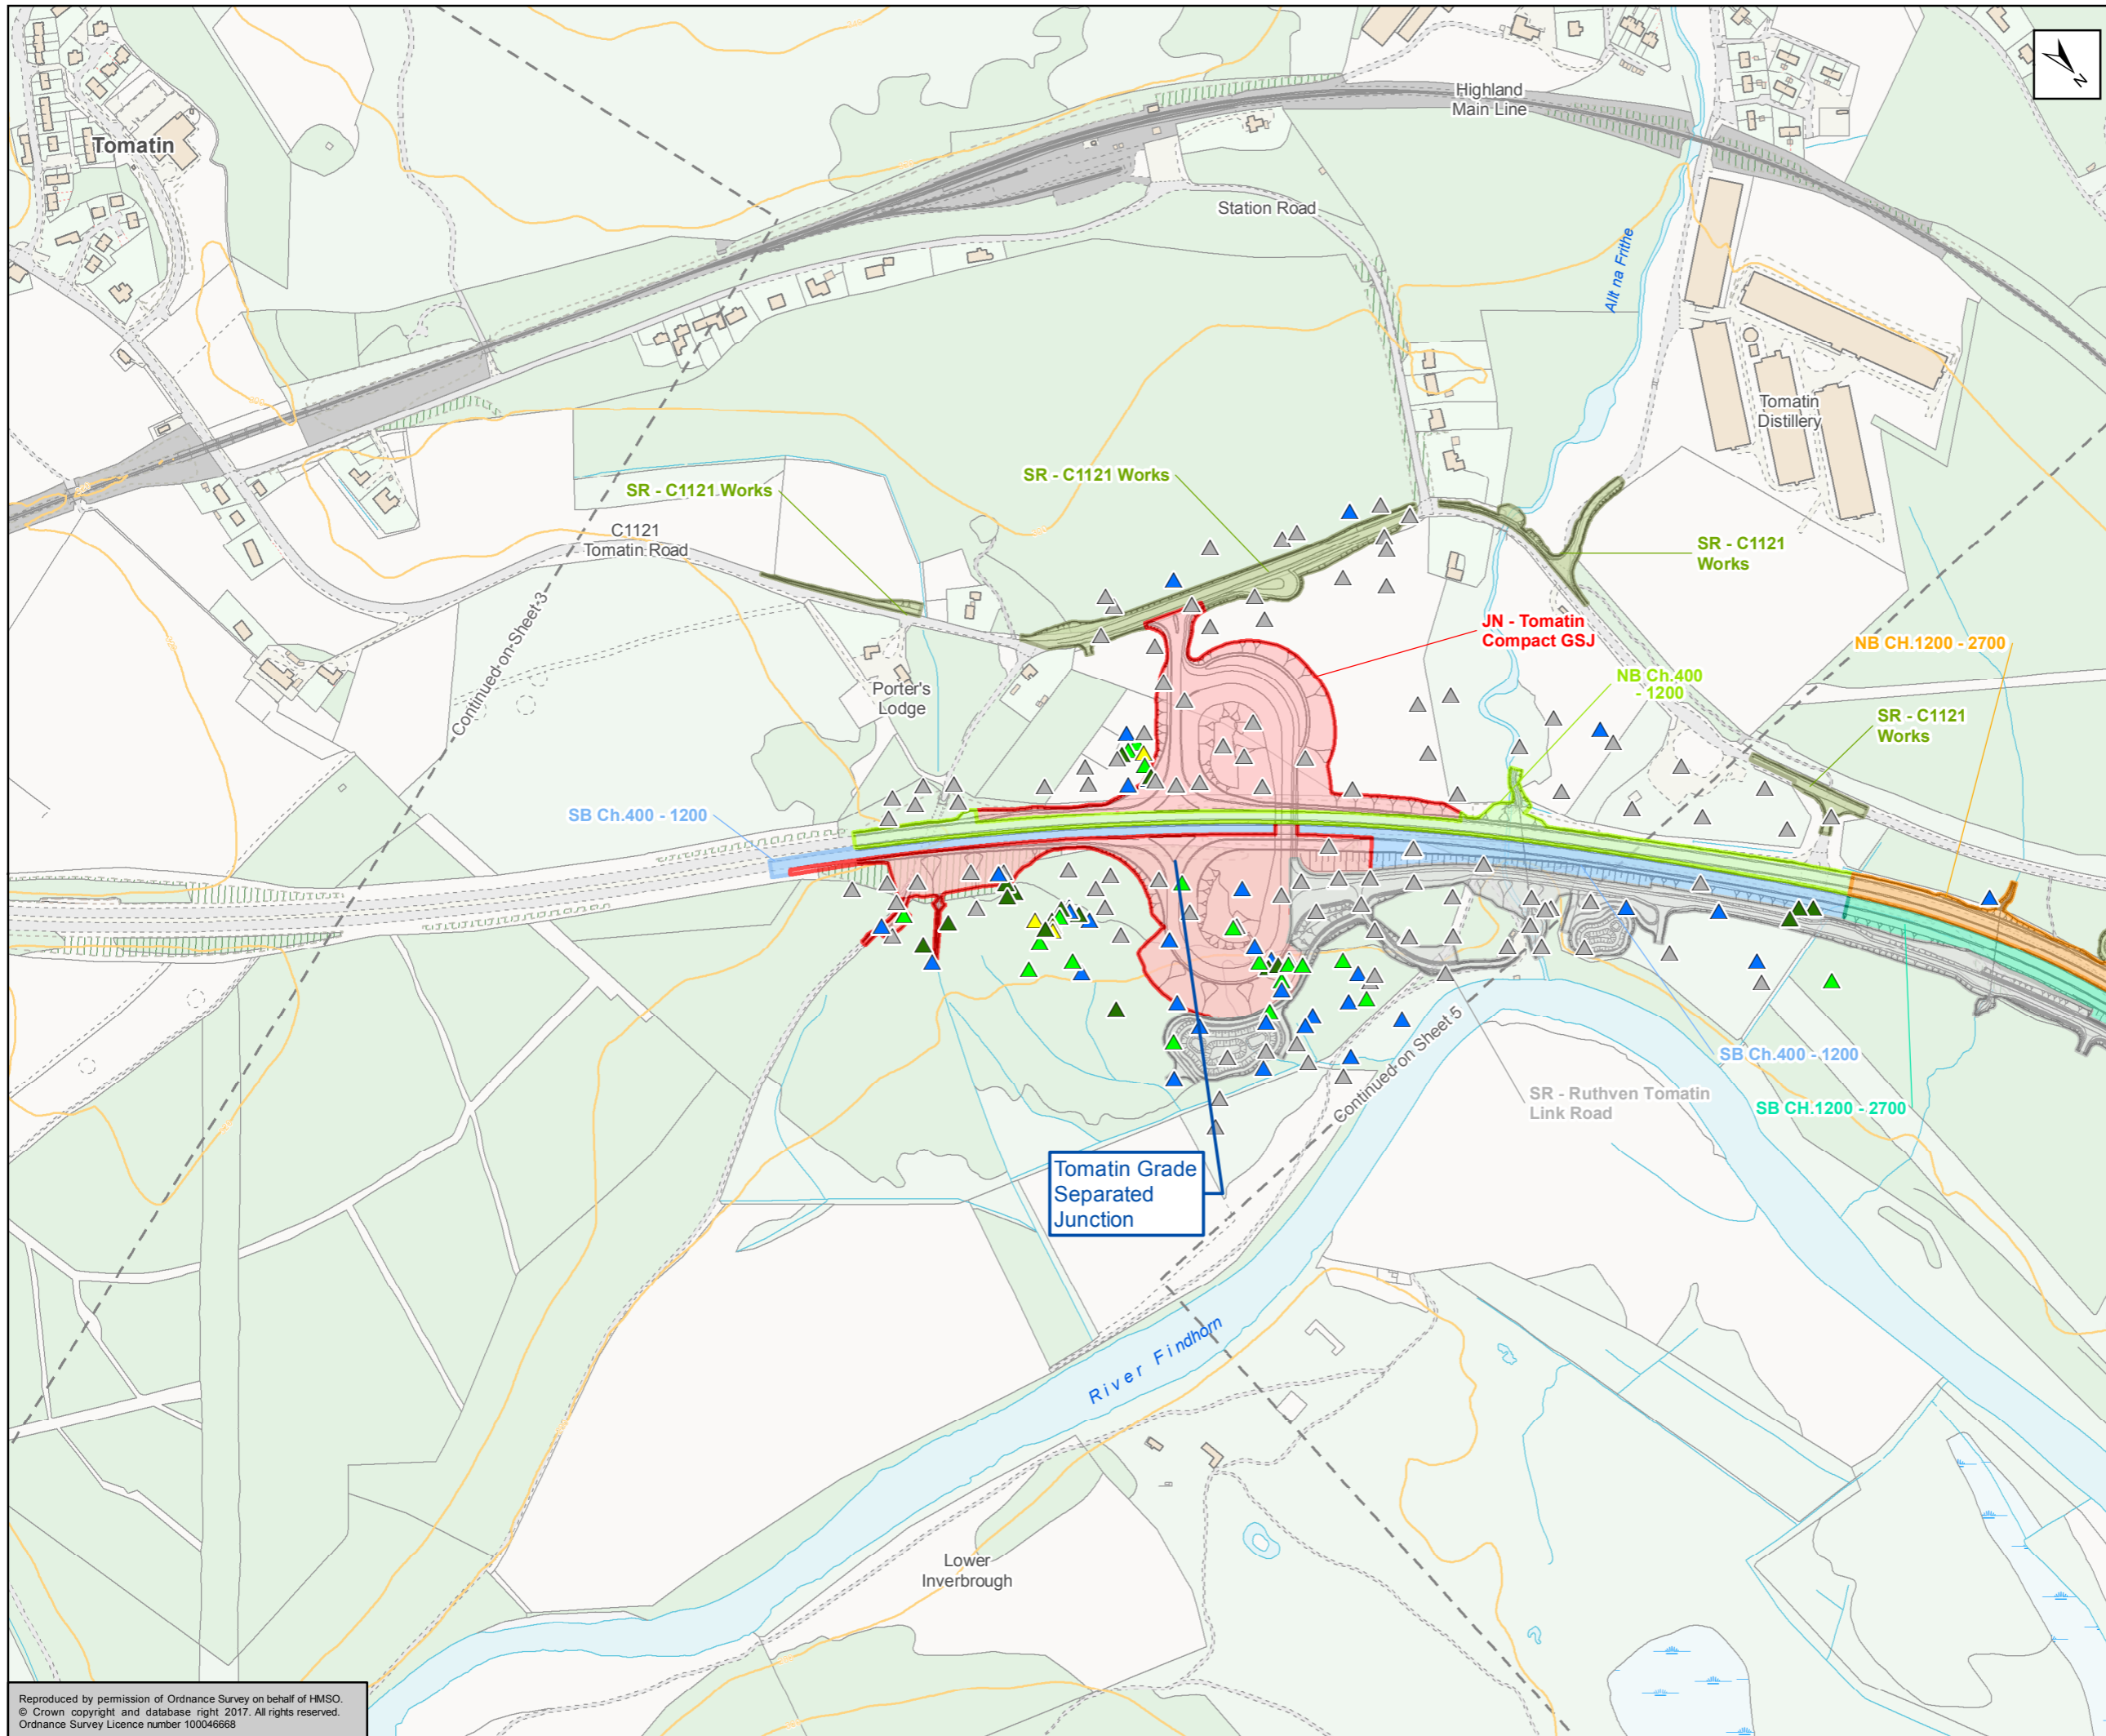 Tomatin
Highland
Main Line
Station Road
Allt na Frithe
Tomatin
Distillery
SR - C1121 Works
SR - C1121 Works
C1121
Tomatin Road
SR - C1121
Works
Continued on Sheet 3
JN - Tomatin
Compact GSJ
NB CH.1200 - 2700
NB Ch.400
- 1200
Porter's
Lodge
SR - C1121
Works
SB Ch.400 - 1200
Continued on Sheet 5
SB Ch.400 - 1200
SR - Ruthven Tomatin
Link Road
SB CH.1200 - 2700
Tomatin Grade
Separated
Junction
River Findhorn
Lower
Inverbrough
N
Reproduced by permission of Ordnance Survey on behalf of HMSO.
© Crown copyright and database right 2017. All rights reserved.
Ordnance Survey Licence number 100046668